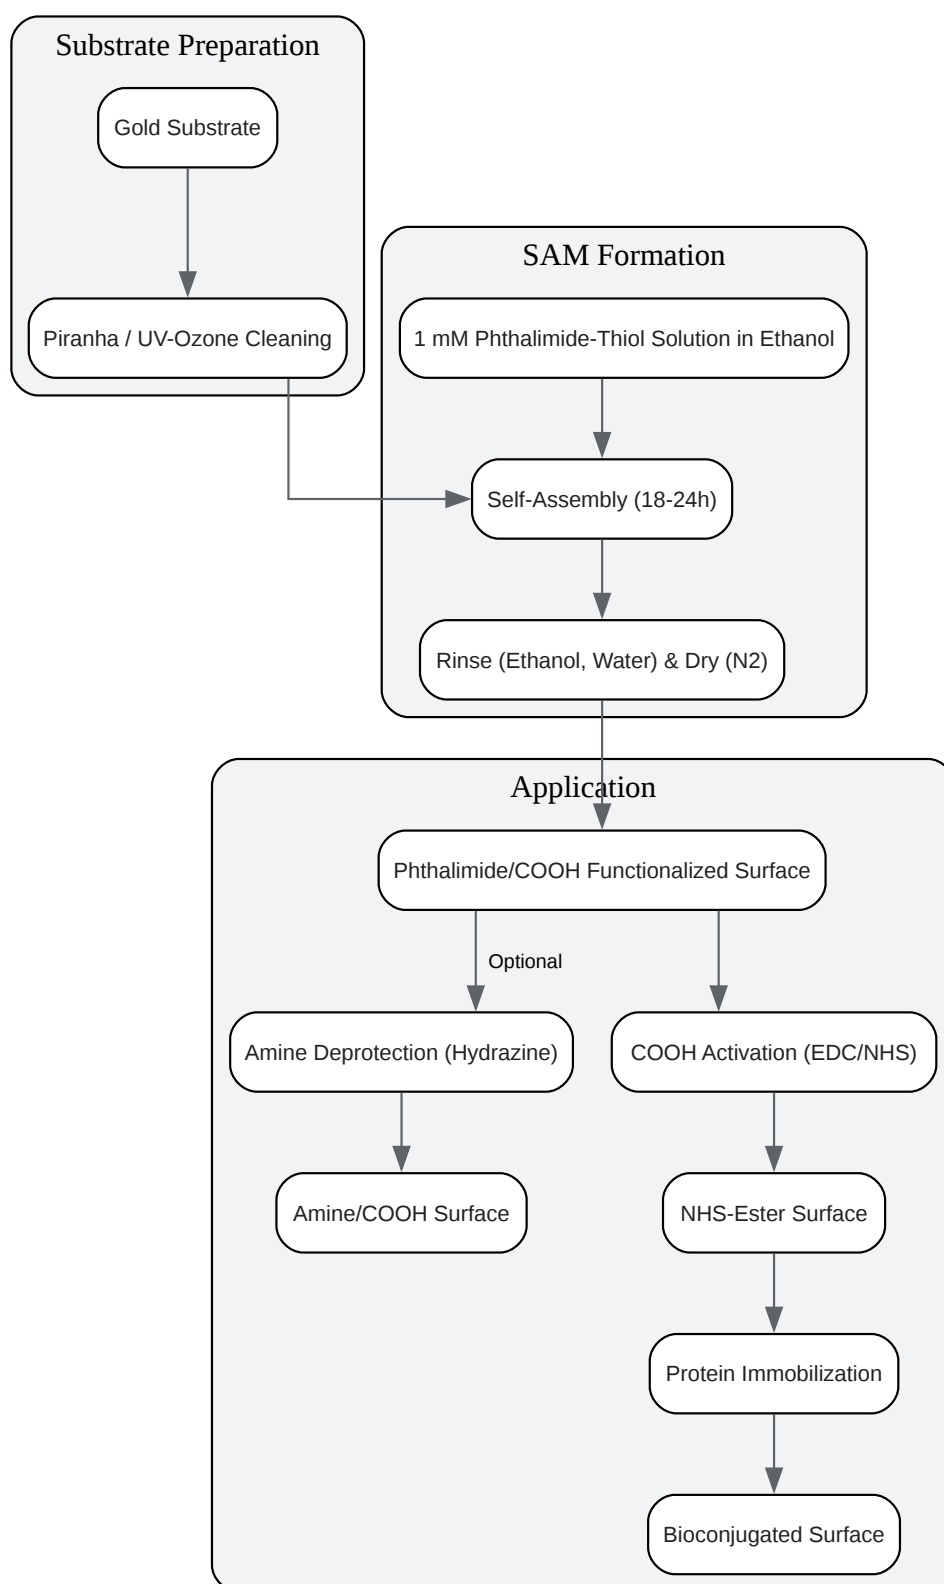 Substrate Preparation
Gold Substrate
Piranha / UV-Ozone Cleaning
SAM Formation
1 mM Phthalimide-Thiol Solution in Ethanol
Self-Assembly (18-24h)
Rinse (Ethanol, Water) & Dry (N2)
Application
Phthalimide/COOH Functionalized Surface
Optional
Amine Deprotection (Hydrazine)
COOH Activation (EDC/NHS)
Amine/COOH Surface
NHS-Ester Surface
Protein Immobilization
Bioconjugated Surface